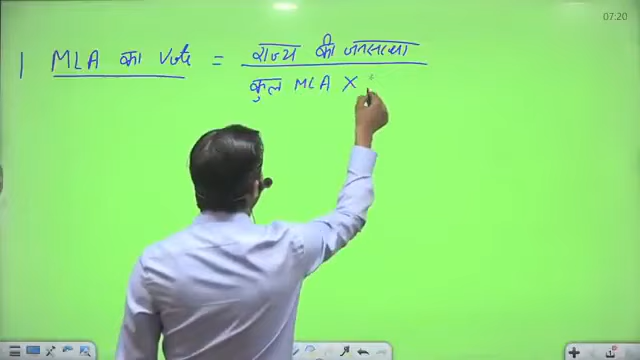 07:20
1 MLA का Vote = राज्य की जनसंख्या
कुल MLA X